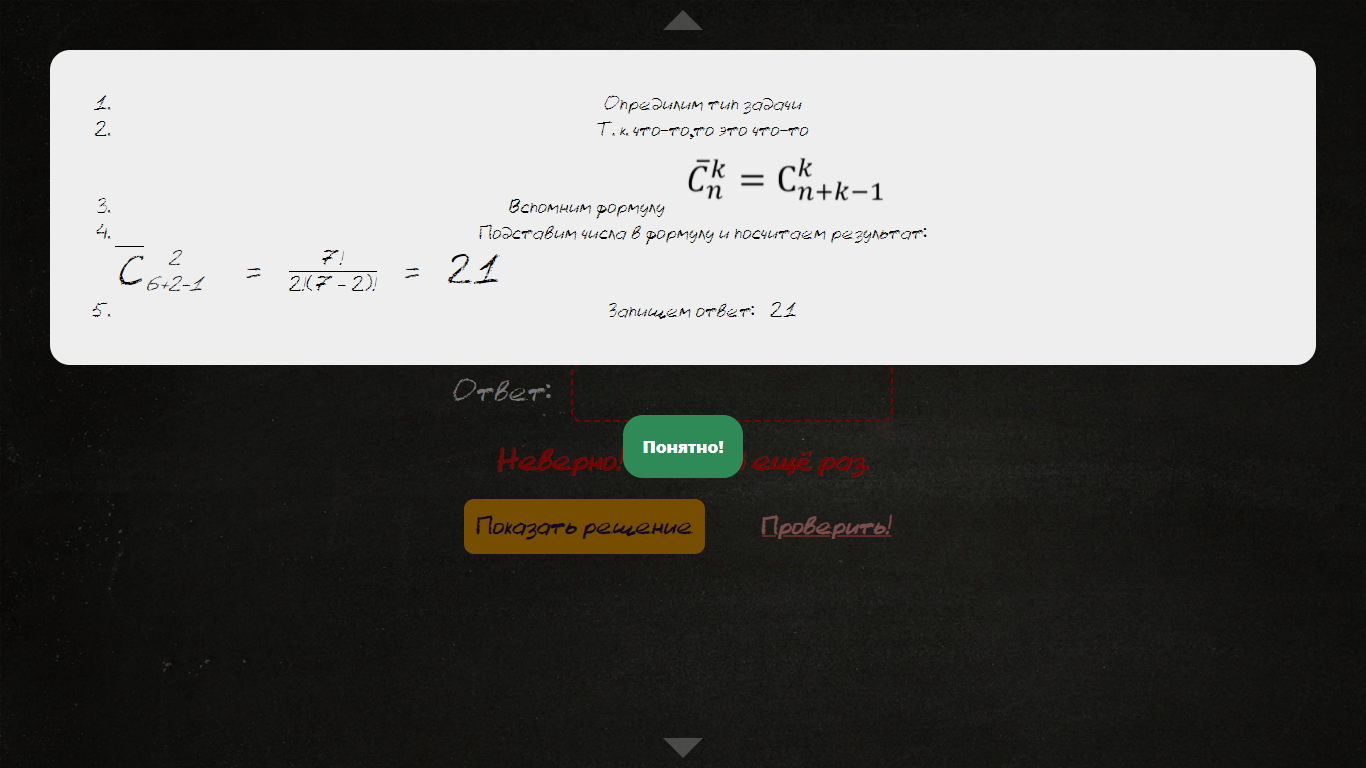 1. Опредилим тип задачи
2. Т. к. что-то,то это что-то
C̄ₙᵏ = Cₙ₊ₖ₋₁ᵏ
3. Вспомним формулу
4. Подставим числа в формулу и посчитаем результат:
C̅ 2 6+2-1 = 7! / 2!(7 - 2)! = 21
5. Запишем ответ: 21
Ответ:
Понятно!
Неверно! ещё раз
Показать решение Проверить!